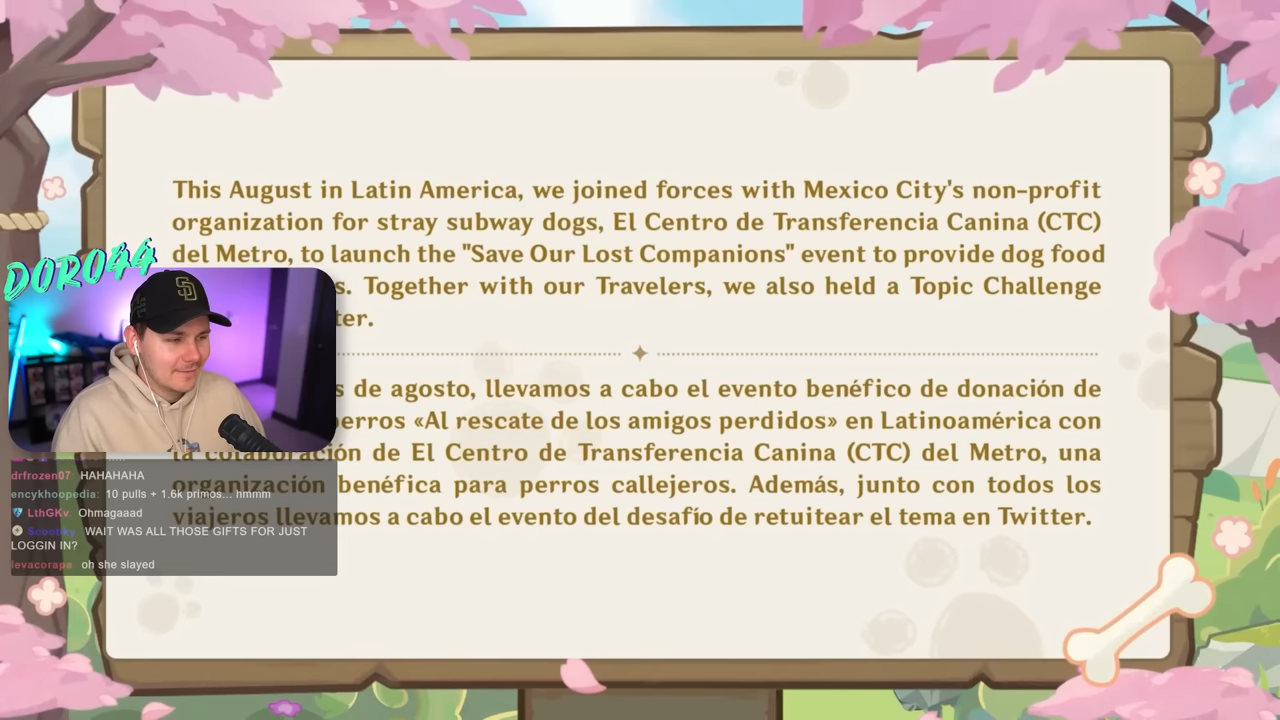 This August in Latin America, we joined forces with Mexico City's non-profit
organization for stray subway dogs, El Centro de Transferencia Canina (CTC)
del Metro, to launch the "Save Our Lost Companions" event to provide dog food
s. Together with our Travelers, we also held a Topic Challenge
ter.
s de agosto, llevamos a cabo el evento benéfico de donación de
perros «Al rescate de los amigos perdidos» en Latinoamérica con
la colaboración de El Centro de Transferencia Canina (CTC) del Metro, una
organización benéfica para perros callejeros. Además, junto con todos los
viajeros llevamos a cabo el evento del desafío de retuitear el tema en Twitter.
DORO44
SD
drfrozen07: HAHAHAHA
encykhoopedia: 10 pulls + 1.6k primos... hmmm
LthGKv: Ohmagaaad
WAIT WAS ALL THOSE GIFTS FOR JUST
LOGGIN IN?
levacorapa: oh she slayed